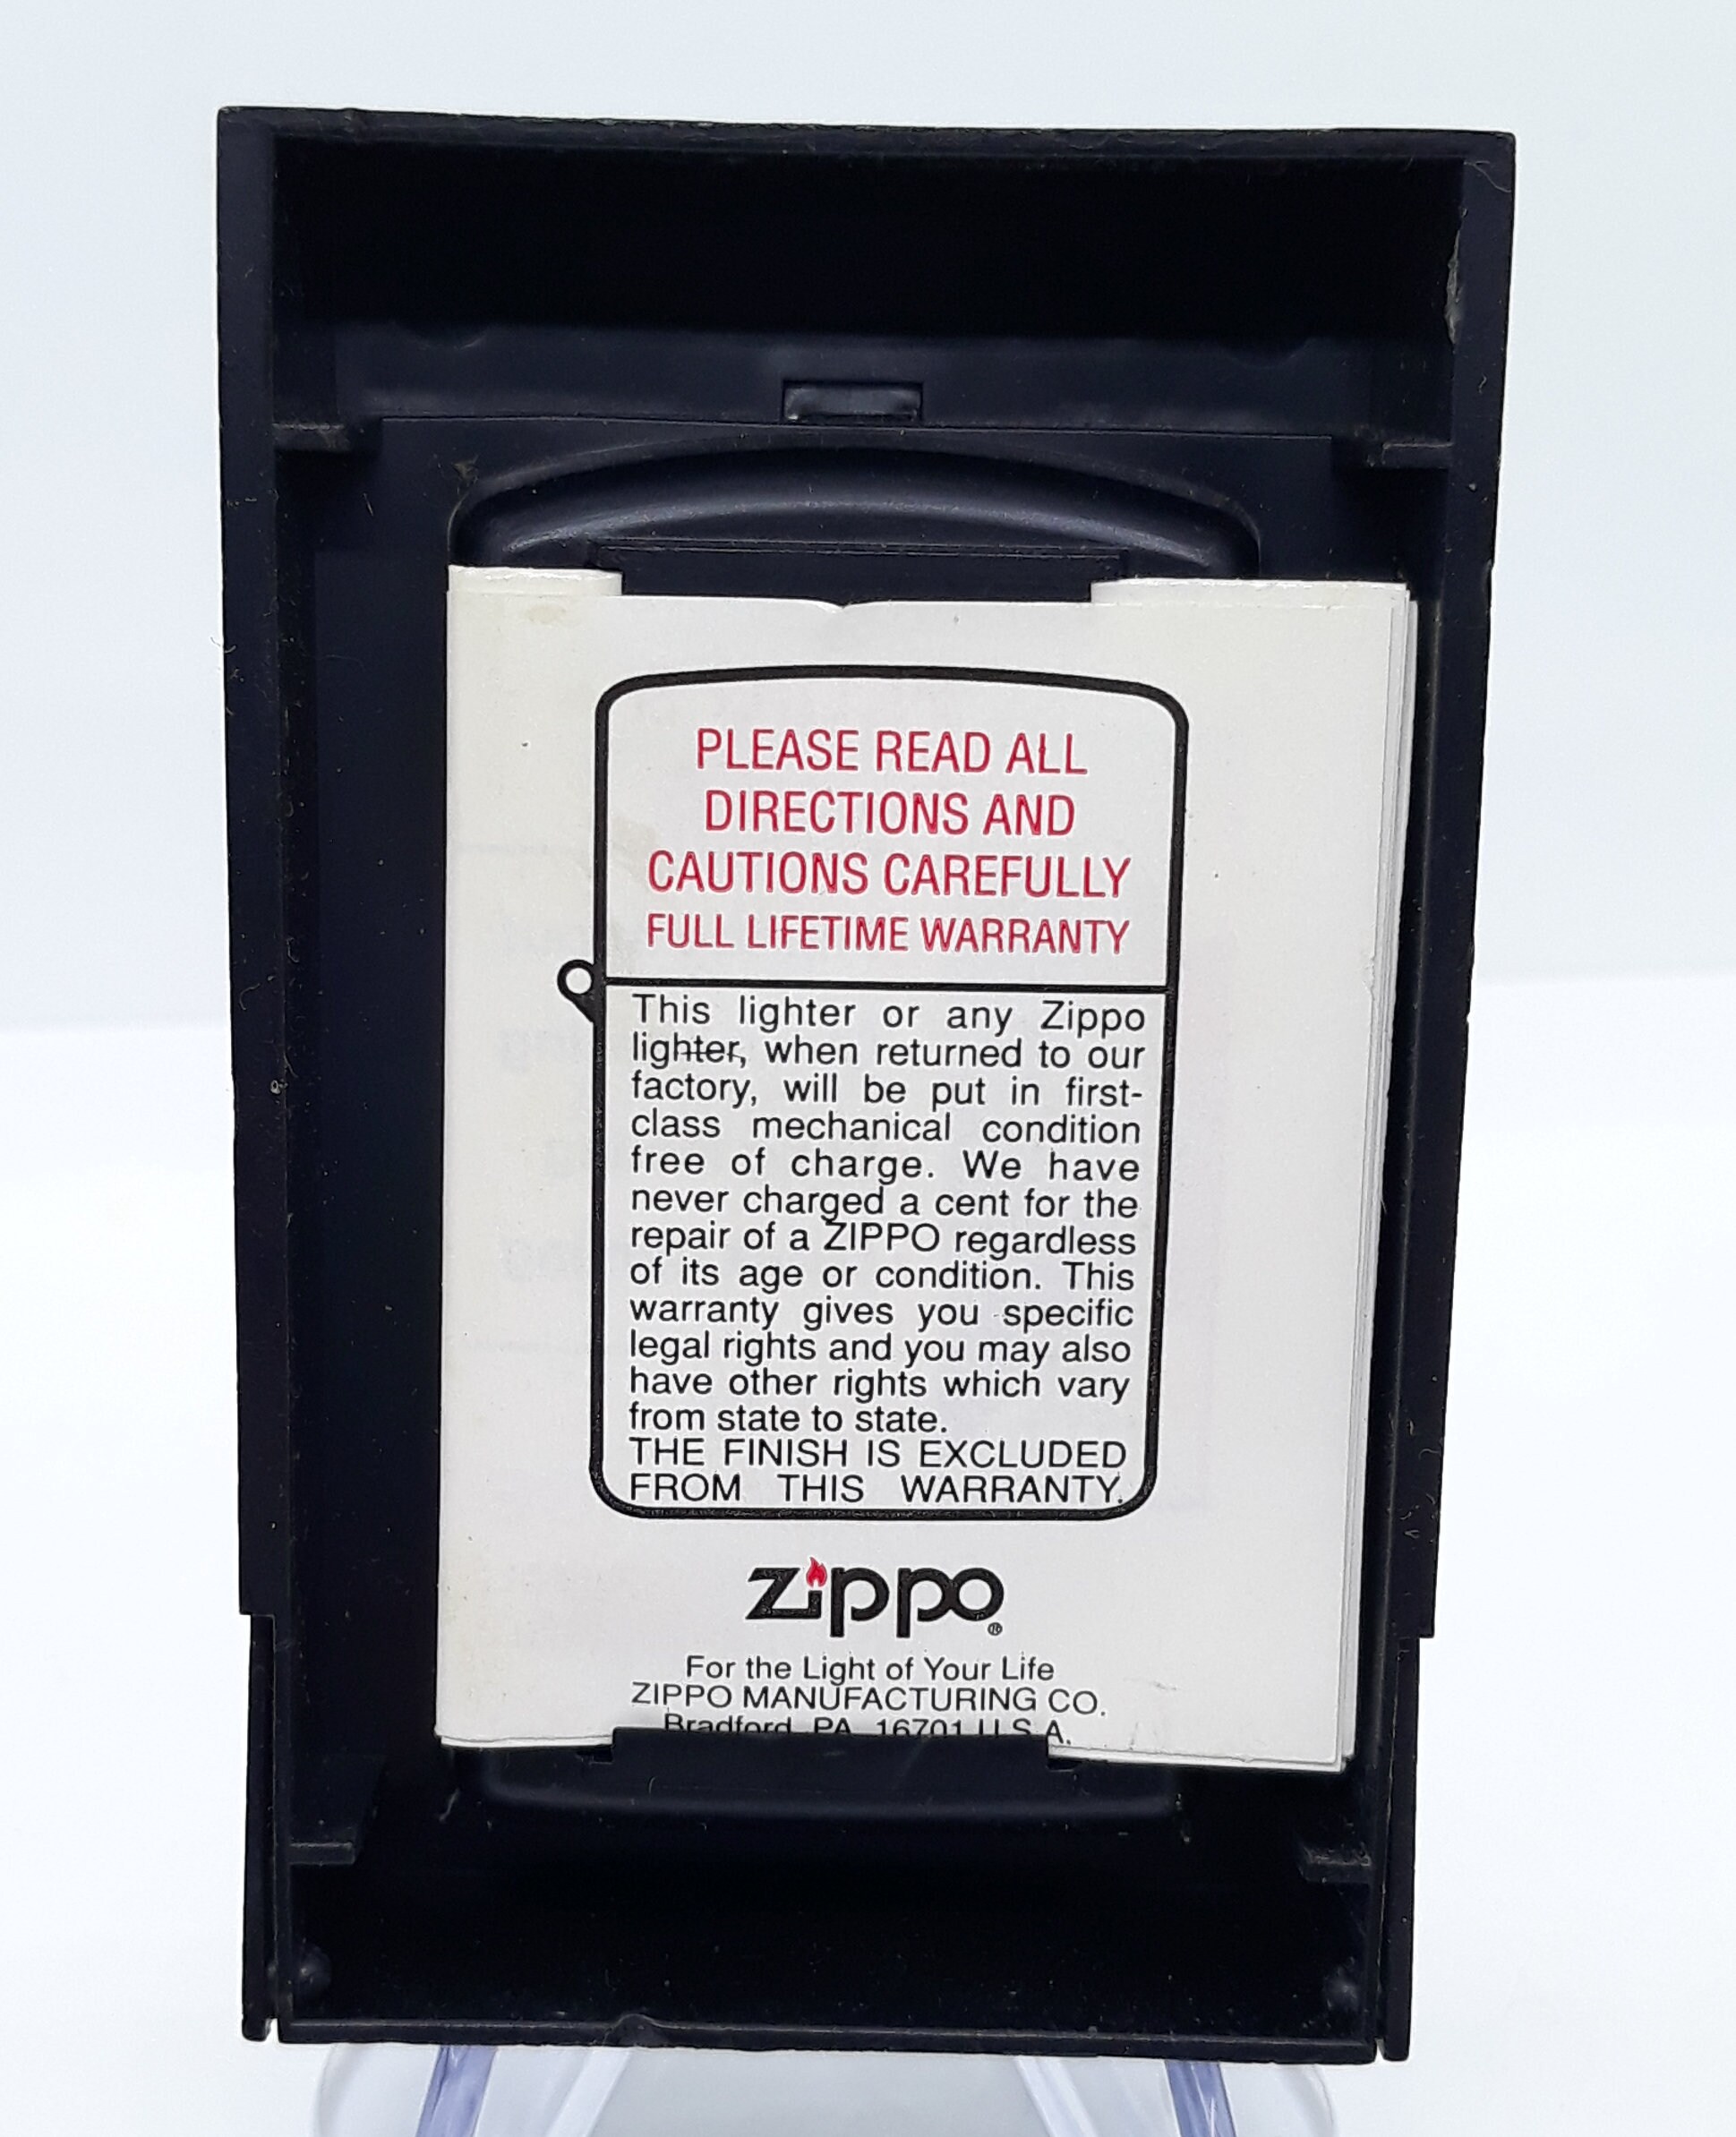 PLEASE READ ALL
DIRECTIONS AND
CAUTIONS CAREFULLY
FULL LIFETIME WARRANTY
This lighter or any Zippo
lighter, when returned to our
factory, will be put in first-
class mechanical condition
free of charge. We have
never charged a cent for the
repair of a ZIPPO regardless
of its age or condition. This
warranty gives you specific
legal rights and you may also
have other rights which vary
from state to state.
THE FINISH IS EXCLUDED
FROM THIS WARRANTY.
zippo®
For the Light of Your Life
ZIPPO MANUFACTURING CO.
Bradford, PA 16701 U.S.A.